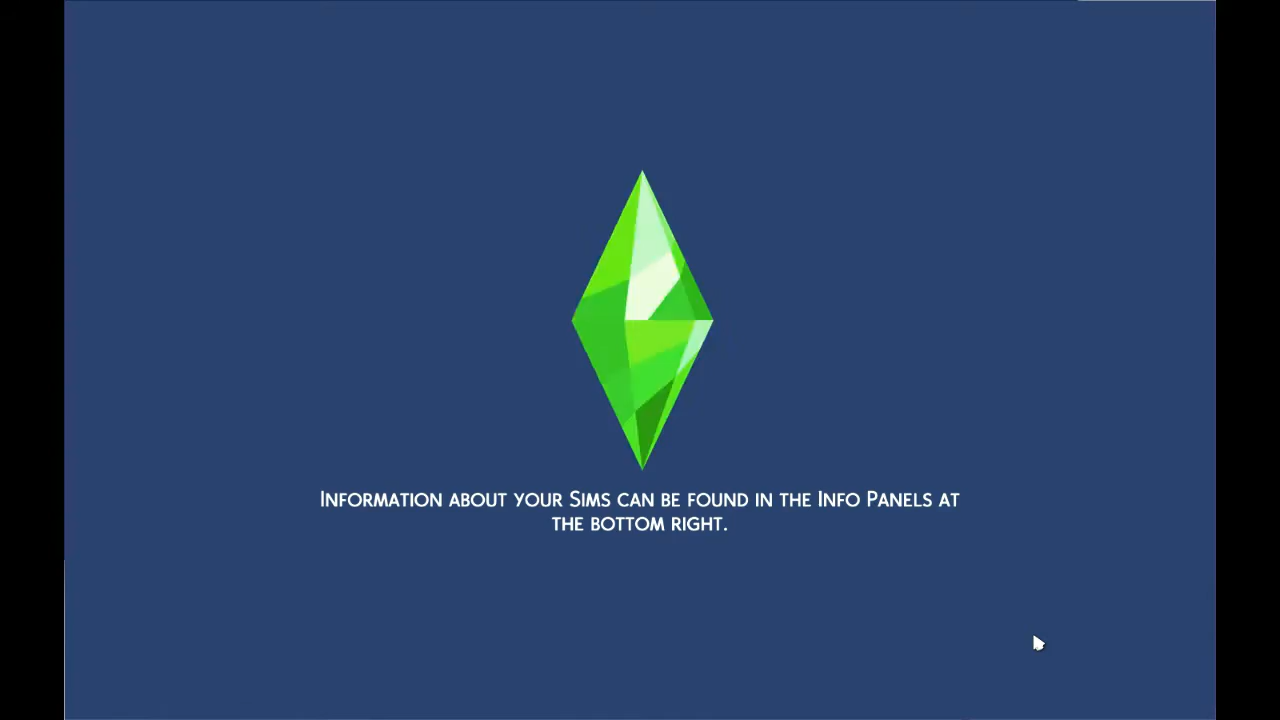 Information about your Sims can be found in the Info Panels at
the bottom right.